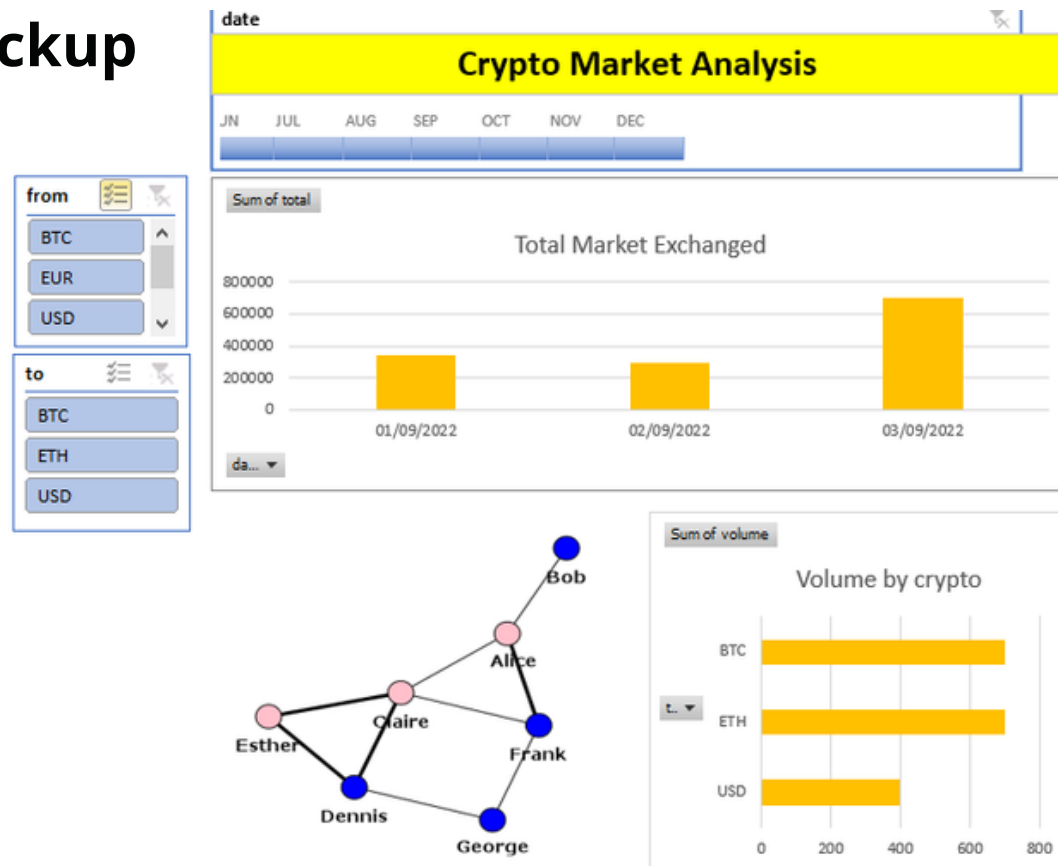 ckup
date
Crypto Market Analysis
JN JUL AUG SEP OCT NOV DEC
from
BTC
EUR
USD
to
BTC
ETH
USD
Sum of total
Total Market Exchanged
800000
600000
400000
200000
0
01/09/2022 02/09/2022 03/09/2022
da...
Bob
Alice
Claire
Esther
Frank
Dennis
George
Sum of volume
Volume by crypto
BTC
t..
ETH
USD
0 200 400 600 800